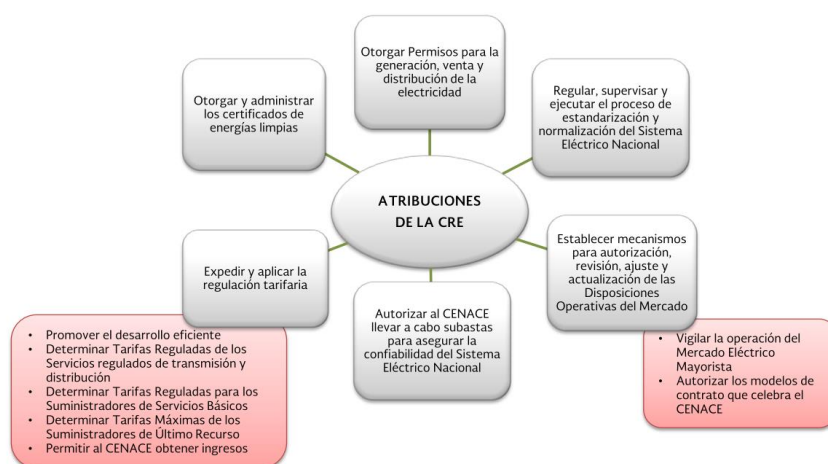 Otorgar Permisos para la
generación, venta y
distribución de la
electricidad
Otorgar y administrar
los certificados de
energías limpias
Regular, supervisar y
ejecutar el proceso de
estandarización y
normalización del Sistema
Eléctrico Nacional
ATRIBUCIONES
DE LA CRE
Expedir y aplicar la
regulación tarifaria
Establecer mecanismos
para autorización,
revisión, ajuste y
actualización de las
Disposiciones
Operativas del Mercado
Autorizar al CENACE
llevar a cabo subastas
para asegurar la
confiabilidad del Sistema
Eléctrico Nacional
• Promover el desarrollo eficiente
• Determinar Tarifas Reguladas de los
Servicios regulados de transmisión y
distribución
• Determinar Tarifas Reguladas para los
Suministradores de Servicios Básicos
• Determinar Tarifas Máximas de los
Suministradores de Último Recurso
• Permitir al CENACE obtener ingresos
• Vigilar la operación del
Mercado Eléctrico
Mayorista
• Autorizar los modelos de
contrato que celebra el
CENACE